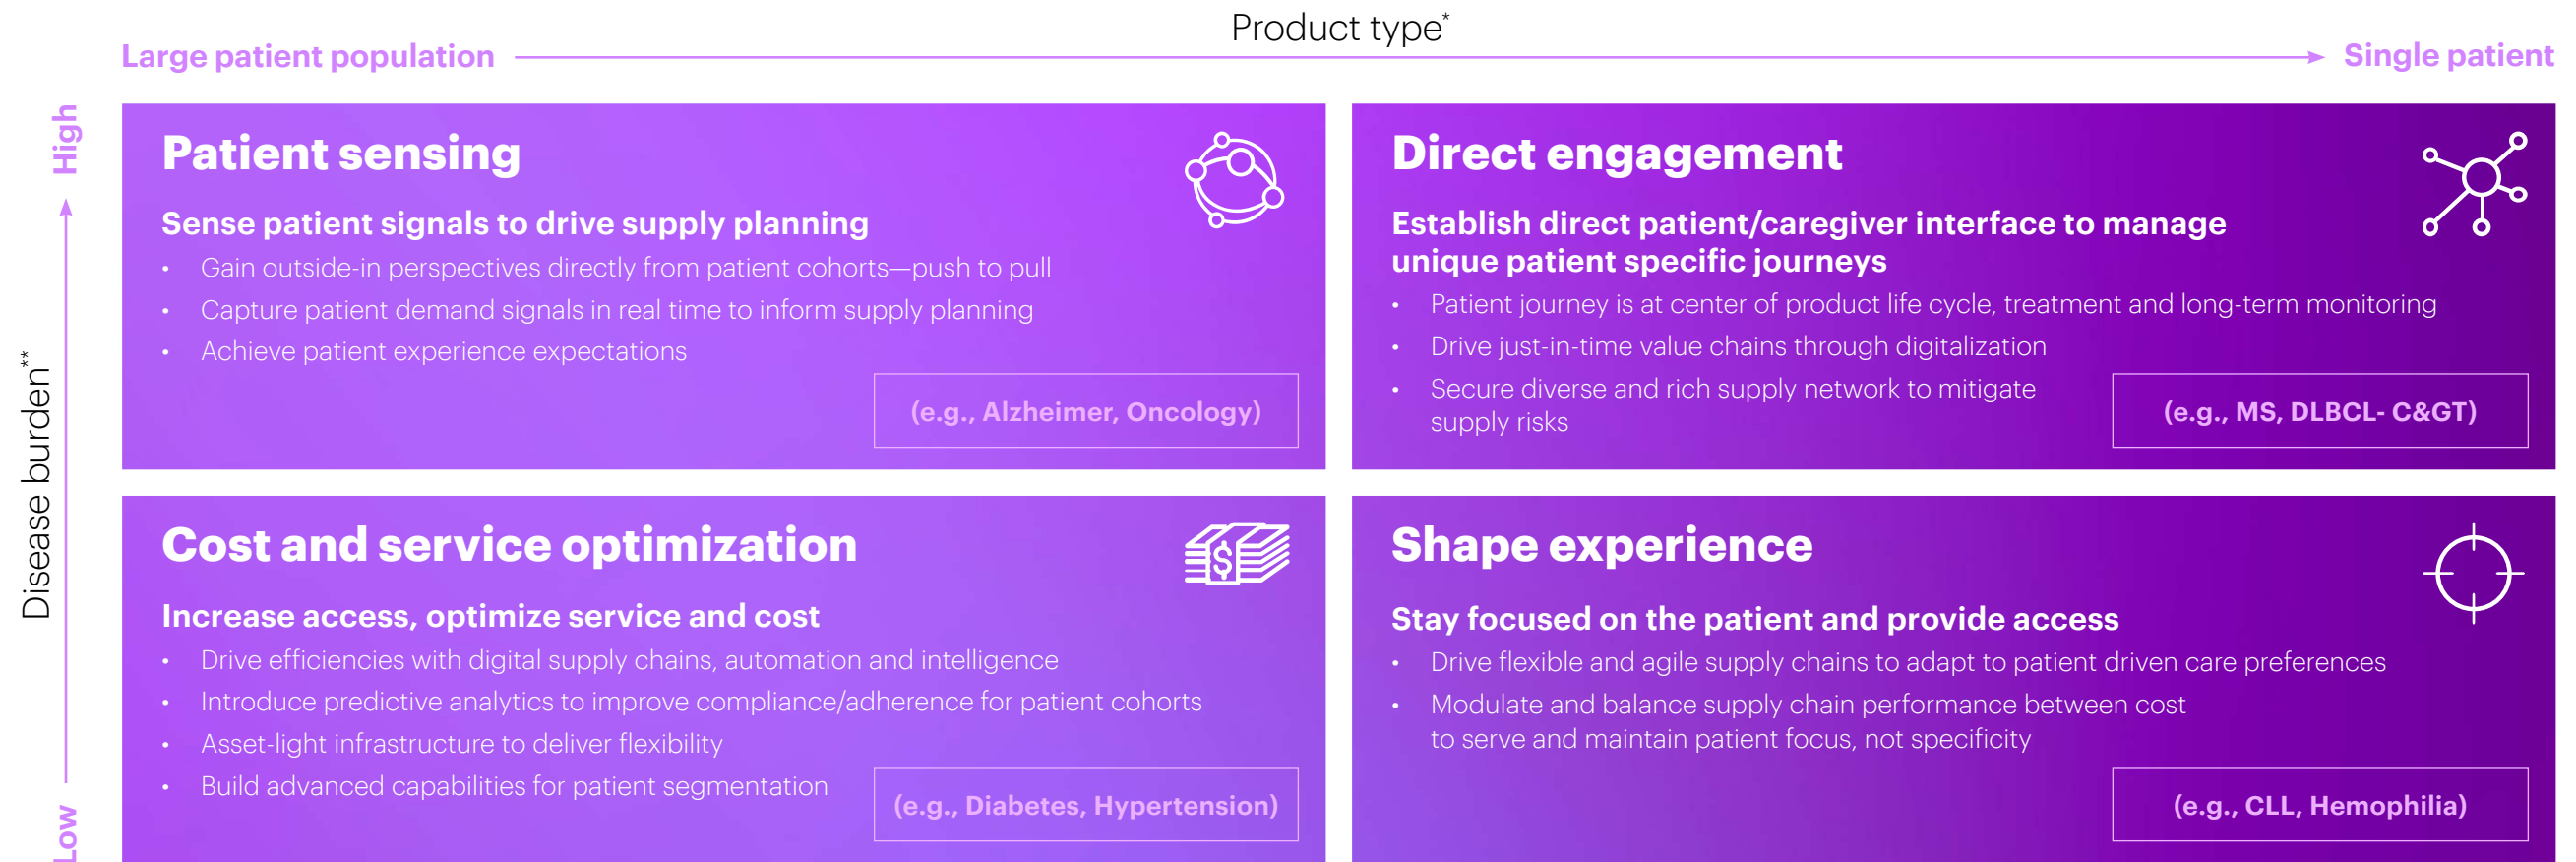 Product type*
Large patient population
Single patient
High
Disease burden**
Low
Patient sensing
Sense patient signals to drive supply planning
• Gain outside-in perspectives directly from patient cohorts—push to pull
• Capture patient demand signals in real time to inform supply planning
• Achieve patient experience expectations
(e.g., Alzheimer, Oncology)
Direct engagement
Establish direct patient/caregiver interface to manage
unique patient specific journeys
• Patient journey is at center of product life cycle, treatment and long-term monitoring
• Drive just-in-time value chains through digitalization
• Secure diverse and rich supply network to mitigate
supply risks
(e.g., MS, DLBCL- C&GT)
Cost and service optimization
$
Increase access, optimize service and cost
• Drive efficiencies with digital supply chains, automation and intelligence
• Introduce predictive analytics to improve compliance/adherence for patient cohorts
• Asset-light infrastructure to deliver flexibility
• Build advanced capabilities for patient segmentation
(e.g., Diabetes, Hypertension)
Shape experience
Stay focused on the patient and provide access
• Drive flexible and agile supply chains to adapt to patient driven care preferences
• Modulate and balance supply chain performance between cost
to serve and maintain patient focus, not specificity
(e.g., CLL, Hemophilia)